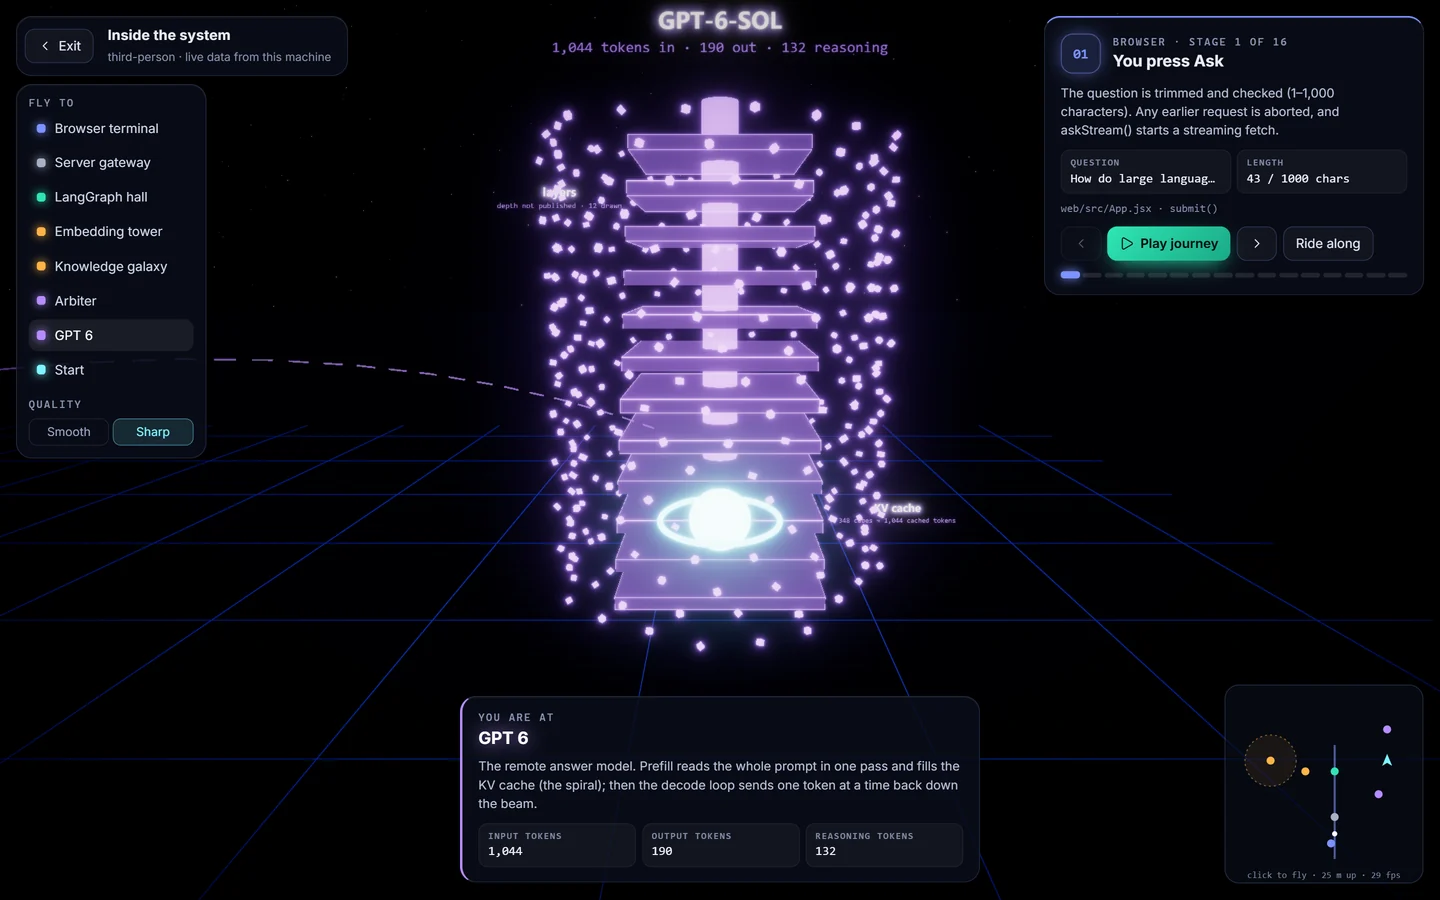 Exit
Inside the system
third-person · live data from this machine
FLY TO
Browser terminal
Server gateway
LangGraph hall
Embedding tower
Knowledge galaxy
Arbiter
GPT 6
Start
QUALITY
Smooth
Sharp
GPT-6-SOL
1,044 tokens in · 190 out · 132 reasoning
layers
depth not published · 12 drawn
KV cache
348 cubes = 1,044 cached tokens
01
BROWSER · STAGE 1 OF 16
You press Ask
The question is trimmed and checked (1–1,000
characters). Any earlier request is aborted, and
askStream() starts a streaming fetch.
QUESTION
How do large languag…
LENGTH
43 / 1000 chars
web/src/App.jsx · submit()
Play journey
Ride along
YOU ARE AT
GPT 6
The remote answer model. Prefill reads the whole prompt in one pass and fills the
KV cache (the spiral); then the decode loop sends one token at a time back down
the beam.
INPUT TOKENS
1,044
OUTPUT TOKENS
190
REASONING TOKENS
132
click to fly · 25 m up · 29 fps